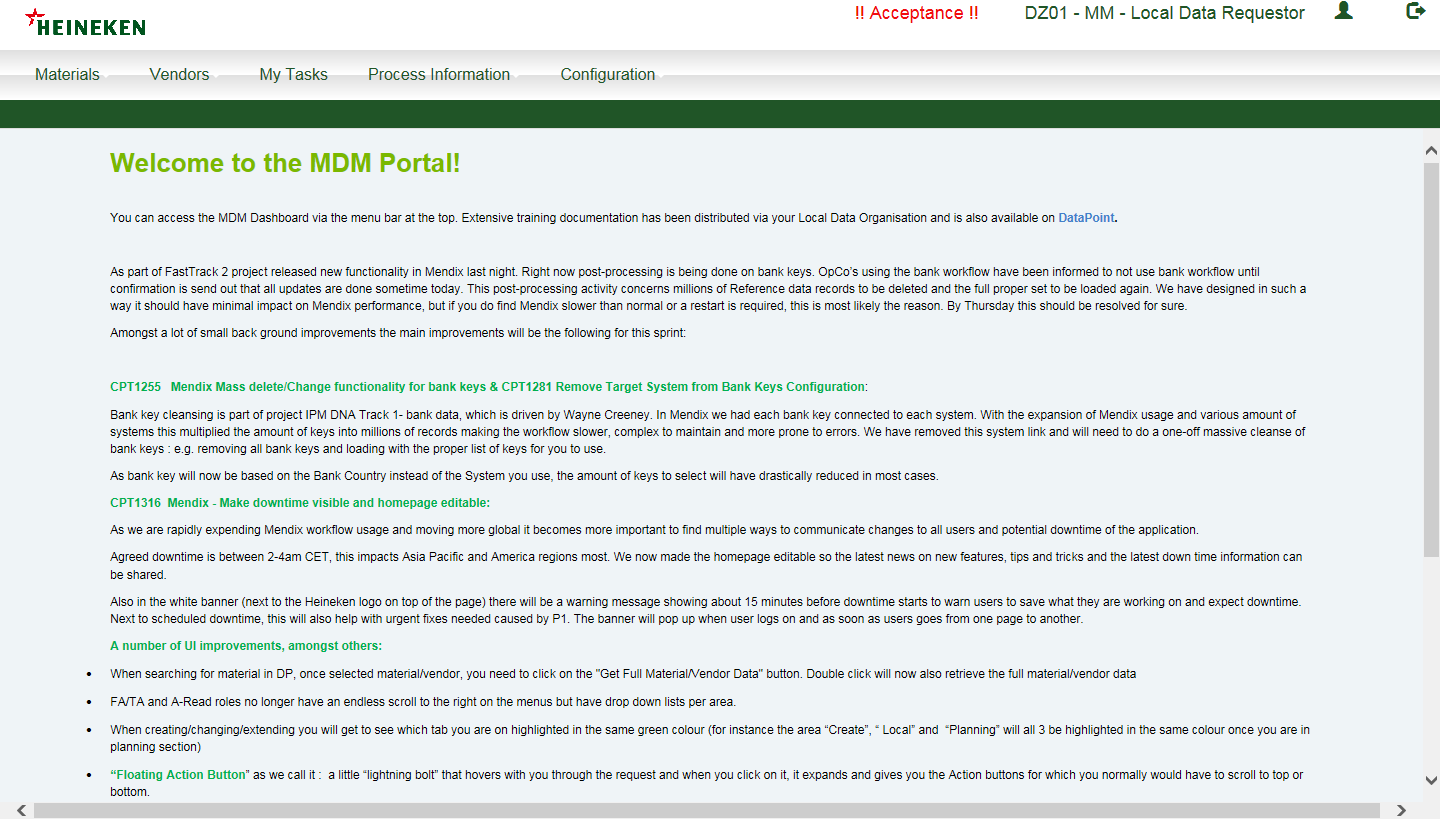 HEINEKEN
!! Acceptance !!
DZ01 - MM - Local Data Requestor
Materials
Vendors
My Tasks
Process Information
Configuration
Welcome to the MDM Portal!
You can access the MDM Dashboard via the menu bar at the top. Extensive training documentation has been distributed via your Local Data Organisation and is also available on DataPoint.
As part of FastTrack 2 project released new functionality in Mendix last night. Right now post-processing is being done on bank keys. OpCo's using the bank workflow have been informed to not use bank workflow until
confirmation is send out that all updates are done sometime today. This post-processing activity concerns millions of Reference data records to be deleted and the full proper set to be loaded again. We have designed in such a
way it should have minimal impact on Mendix performance, but if you do find Mendix slower than normal or a restart is required, this is most likely the reason. By Thursday this should be resolved for sure.
Amongst a lot of small back ground improvements the main improvements will be the following for this sprint:
CPT1255   Mendix Mass delete/Change functionality for bank keys & CPT1281 Remove Target System from Bank Keys Configuration:
Bank key cleansing is part of project IPM DNA Track 1- bank data, which is driven by Wayne Creeney. In Mendix we had each bank key connected to each system. With the expansion of Mendix usage and various amount of
systems this multiplied the amount of keys into millions of records making the workflow slower, complex to maintain and more prone to errors. We have removed this system link and will need to do a one-off massive cleanse of
bank keys : e.g. removing all bank keys and loading with the proper list of keys for you to use.
As bank key will now be based on the Bank Country instead of the System you use, the amount of keys to select will have drastically reduced in most cases.
CPT1316  Mendix - Make downtime visible and homepage editable:
As we are rapidly expending Mendix workflow usage and moving more global it becomes more important to find multiple ways to communicate changes to all users and potential downtime of the application.
Agreed downtime is between 2-4am CET, this impacts Asia Pacific and America regions most. We now made the homepage editable so the latest news on new features, tips and tricks and the latest down time information can
be shared.
Also in the white banner (next to the Heineken logo on top of the page) there will be a warning message showing about 15 minutes before downtime starts to warn users to save what they are working on and expect downtime.
Next to scheduled downtime, this will also help with urgent fixes needed caused by P1. The banner will pop up when user logs on and as soon as users goes from one page to another.
A number of UI improvements, amongst others:
• When searching for material in DP, once selected material/vendor, you need to click on the "Get Full Material/Vendor Data" button. Double click will now also retrieve the full material/vendor data
• FA/TA and A-Read roles no longer have an endless scroll to the right on the menus but have drop down lists per area.
• When creating/changing/extending you will get to see which tab you are on highlighted in the same green colour (for instance the area “Create”, “ Local” and  “Planning” will all 3 be highlighted in the same colour once you are in
planning section)
• “Floating Action Button” as we call it :  a little “lightning bolt” that hovers with you through the request and when you click on it, it expands and gives you the Action buttons for which you normally would have to scroll to top or
bottom.